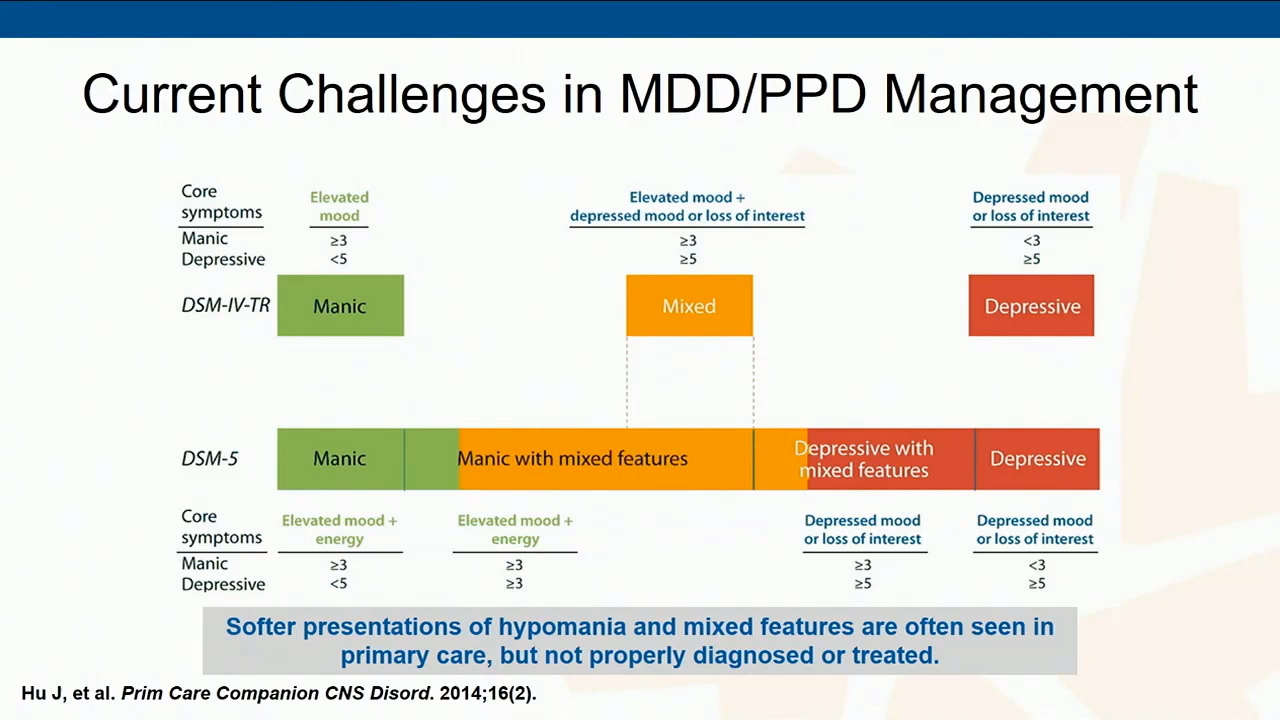 Current Challenges in MDD/PPD Management
Core symptoms
Elevated mood
Elevated mood + depressed mood or loss of interest
Depressed mood or loss of interest
Manic ≥3 ≥3 <3
Depressive <5 ≥5 ≥5
DSM-IV-TR Manic Mixed Depressive
DSM-5 Manic Manic with mixed features Depressive with mixed features Depressive
Core symptoms
Elevated mood + energy
Elevated mood + energy
Depressed mood or loss of interest
Depressed mood or loss of interest
Manic ≥3 ≥3 ≥3 <3
Depressive <5 ≥3 ≥5 ≥5
Softer presentations of hypomania and mixed features are often seen in
primary care, but not properly diagnosed or treated.
Hu J, et al. Prim Care Companion CNS Disord. 2014;16(2).